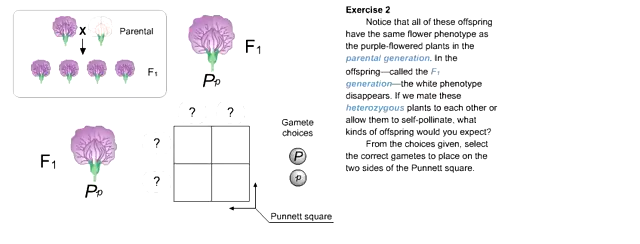 X Parental
F1
F1
Pp
? ?
Gamete
choices
?
P
F1
?
p
Pp
Punnett square
Exercise 2
Notice that all of these offspring
have the same flower phenotype as
the purple-flowered plants in the
parental generation. In the
offspring—called the F1
generation—the white phenotype
disappears. If we mate these
heterozygous plants to each other or
allow them to self-pollinate, what
kinds of offspring would you expect?
From the choices given, select
the correct gametes to place on the
two sides of the Punnett square.